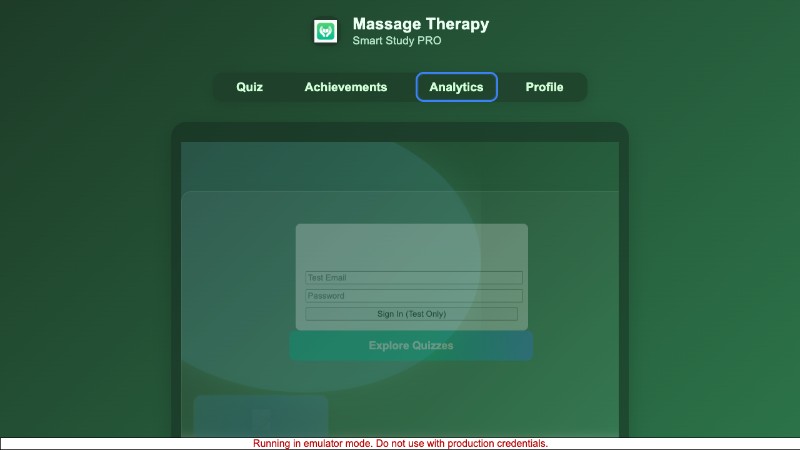 Massage Therapy
Smart Study PRO
Quiz
Achievements
Analytics
Profile
Test Email
Password
Sign In (Test Only)
Explore Quizzes
Running in emulator mode. Do not use with production credentials.